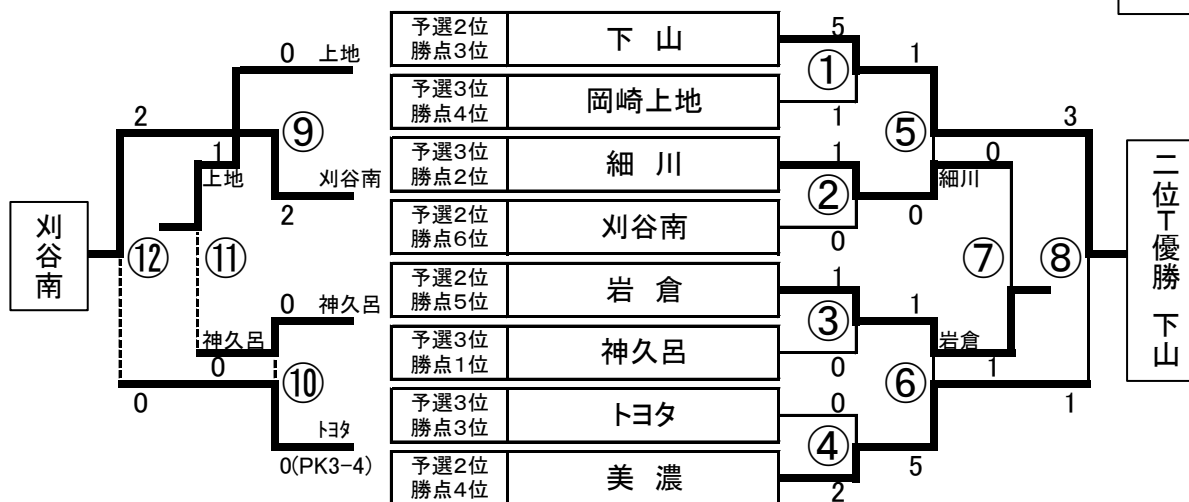 予選2位
勝点3位
下 山
予選3位
勝点4位
岡崎上地
予選3位
勝点2位
細 川
予選2位
勝点6位
刈谷南
予選2位
勝点5位
岩 倉
予選3位
勝点1位
神久呂
予選3位
勝点3位
トヨタ
予選2位
勝点4位
美 濃
0 上地
2 ⑨
1
上地 刈谷南
2
刈谷南
⑫ ⑪
0 神久呂
神久呂
0 ⑩
0
トヨタ
0(PK3-4)
5
① 1
1 ⑤ 3
1 0
細川
② 0
0
⑦ ⑧
1
③ 1
岩倉
0 ⑥ 1
0 1
④ 5
2
二位T優勝 下山